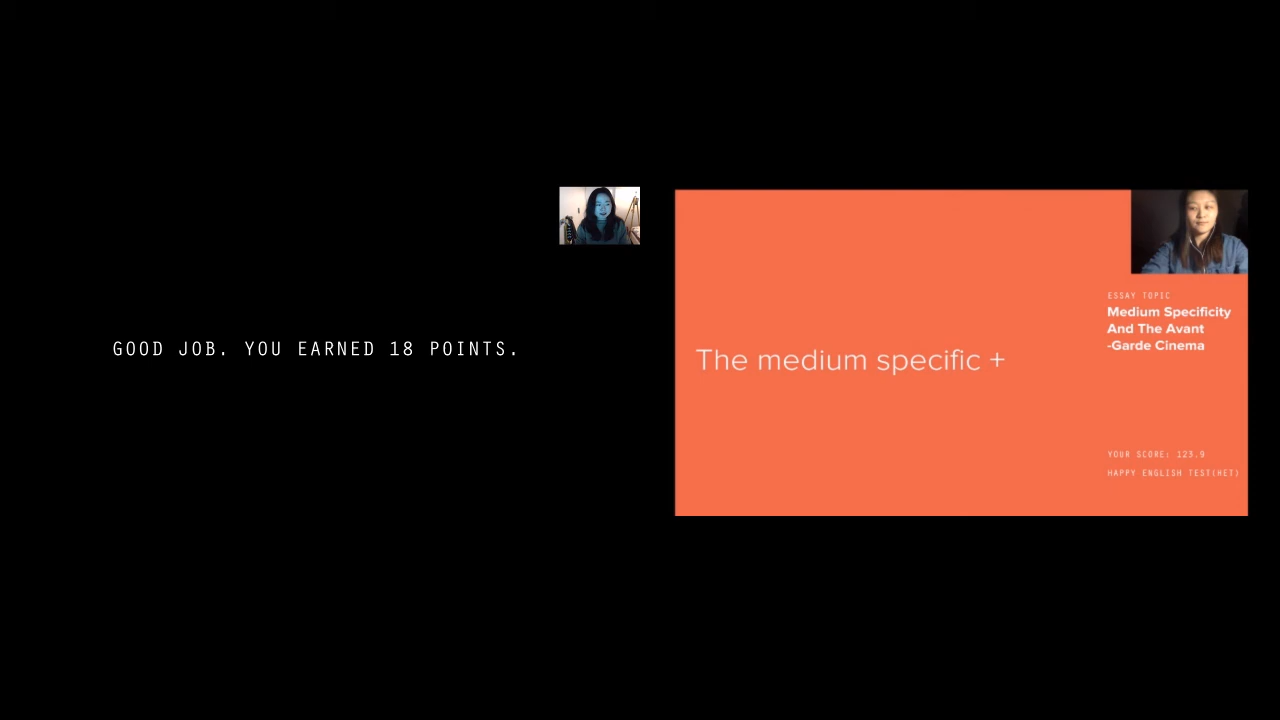 GOOD JOB. YOU EARNED 18 POINTS.
The medium specific +
ESSAY TOPIC
Medium Specificity
And The Avant
-Garde Cinema
YOUR SCORE: 123.9
HAPPY ENGLISH TEST(HET)